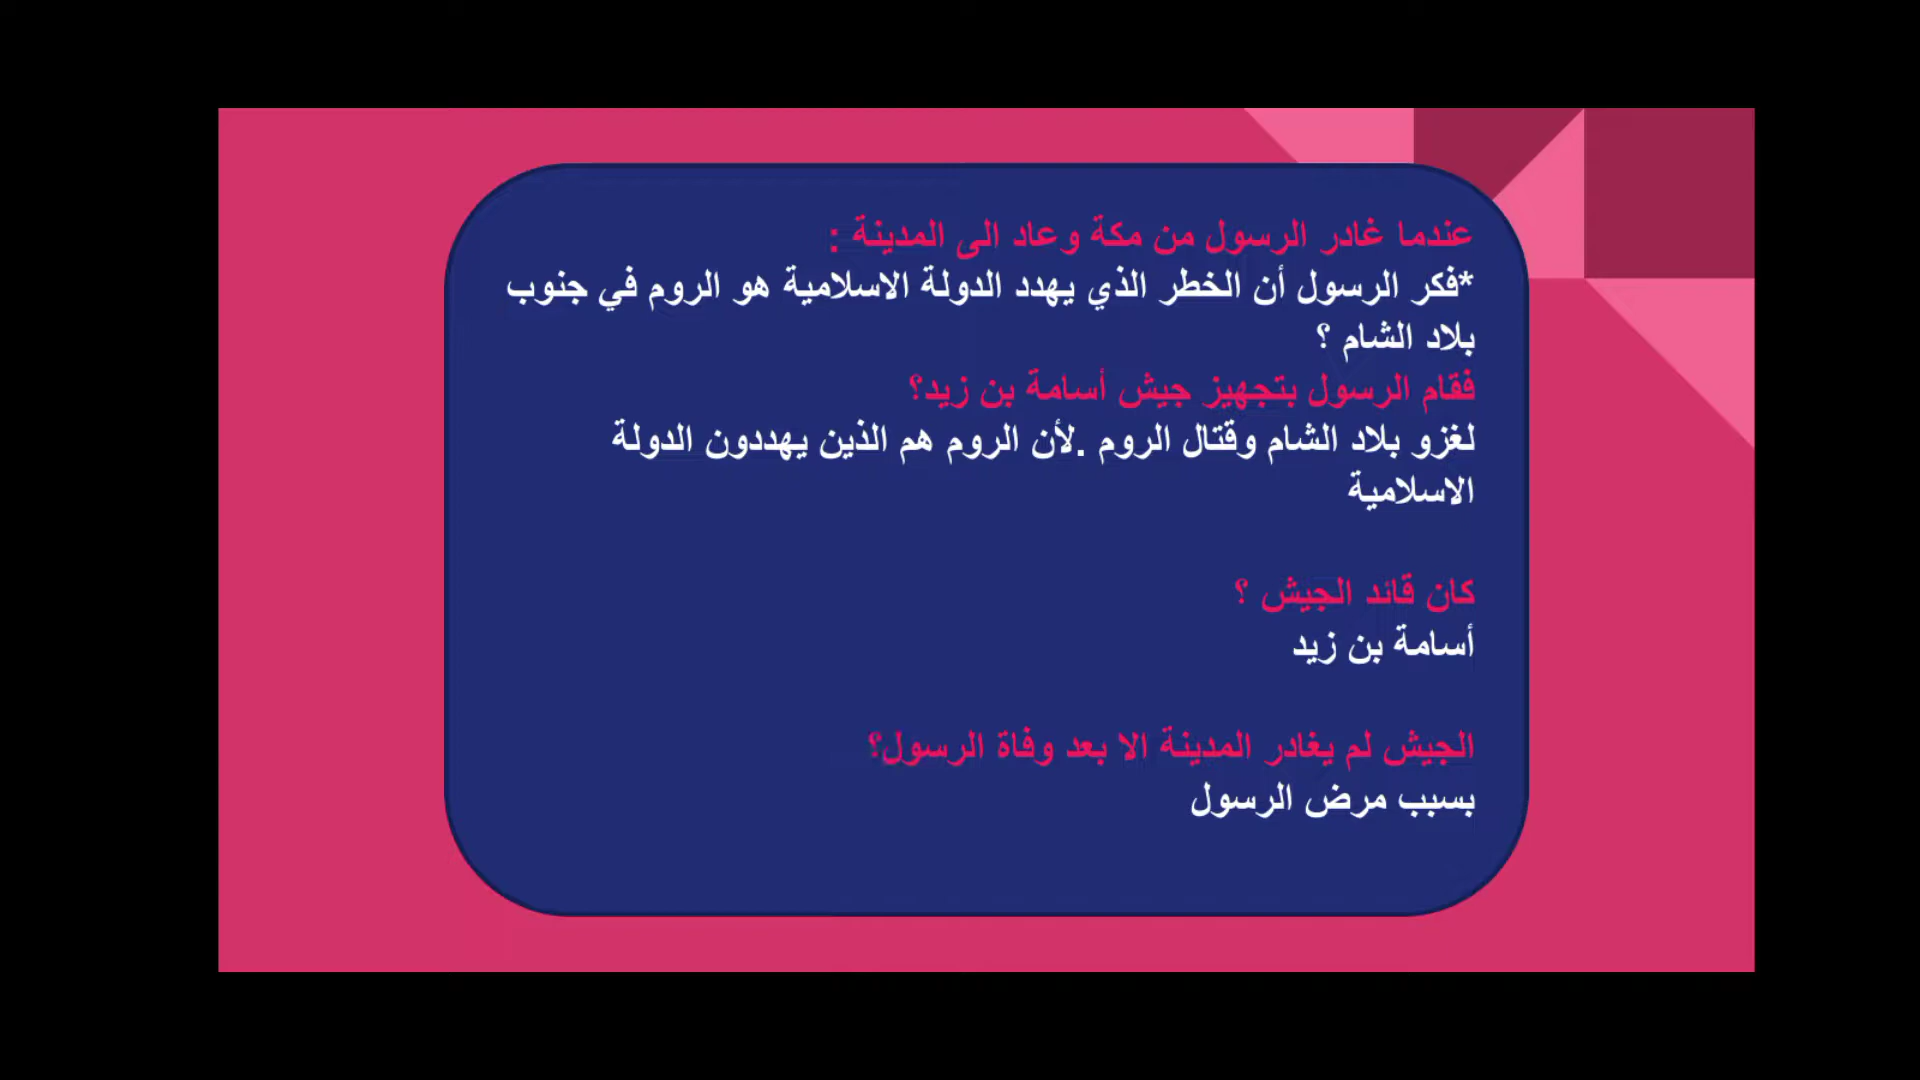 عندما غادر الرسول من مكة وعاد الى المدينة :
*فكر الرسول أن الخطر الذي يهدد الدولة الاسلامية هو الروم في جنوب
بلاد الشام ؟
فقام الرسول بتجهيز جيش أسامة بن زيد؟
لغزو بلاد الشام وقتال الروم .لأن الروم هم الذين يهددون الدولة
الاسلامية
كان قائد الجيش ؟
أسامة بن زيد
الجيش لم يغادر المدينة الا بعد وفاة الرسول؟
بسبب مرض الرسول